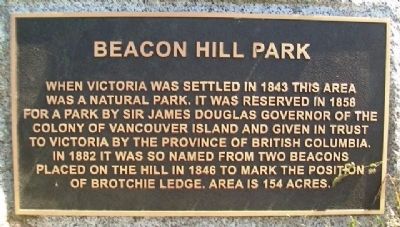 BEACON HILL PARK
WHEN VICTORIA WAS SETTLED IN 1843 THIS AREA
WAS A NATURAL PARK. IT WAS RESERVED IN 1858
FOR A PARK BY SIR JAMES DOUGLAS GOVERNOR OF THE
COLONY OF VANCOUVER ISLAND AND GIVEN IN TRUST
TO VICTORIA BY THE PROVINCE OF BRITISH COLUMBIA.
IN 1882 IT WAS SO NAMED FROM TWO BEACONS
PLACED ON THE HILL IN 1846 TO MARK THE POSITION
OF BROTCHIE LEDGE. AREA IS 154 ACRES.